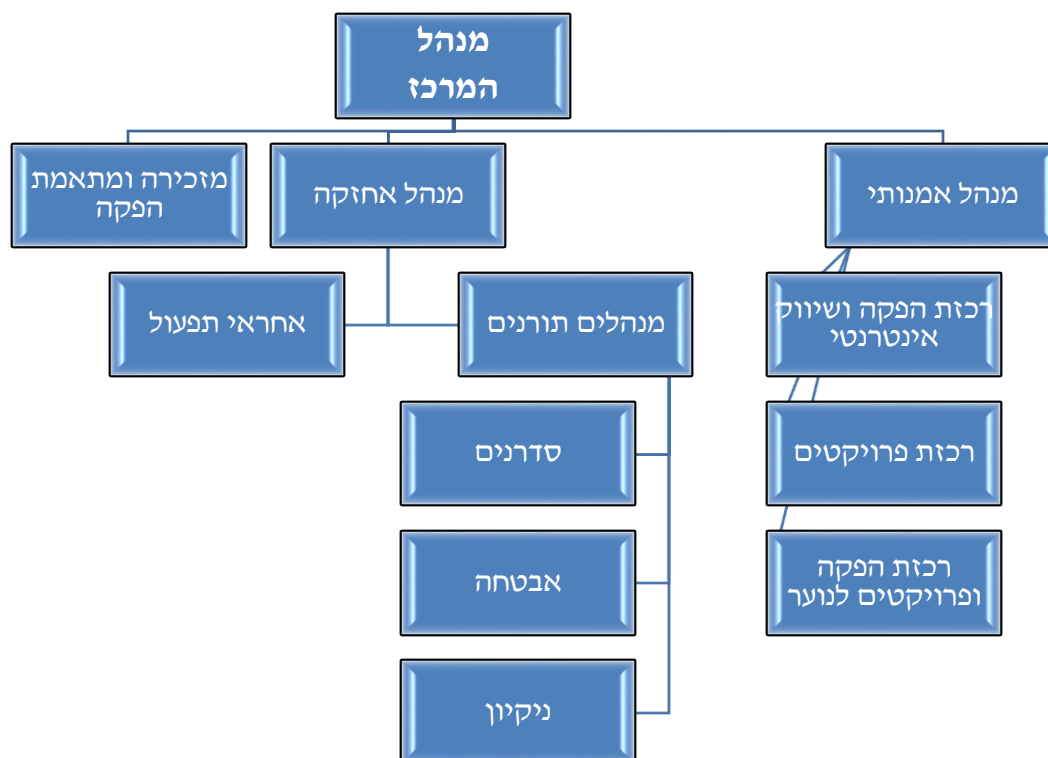 מנהל
המרכז
מנהל אמנותי
מנהל אחזקה
מזכירה ומתאמת
הפקה
רכזת הפקה ושיווק
אינטרנטי
מנהלים תורנים
אחראי תפעול
רכזת פרויקטים
סדרנים
רכזת הפקה
ופרויקטים לנוער
אבטחה
ניקיון